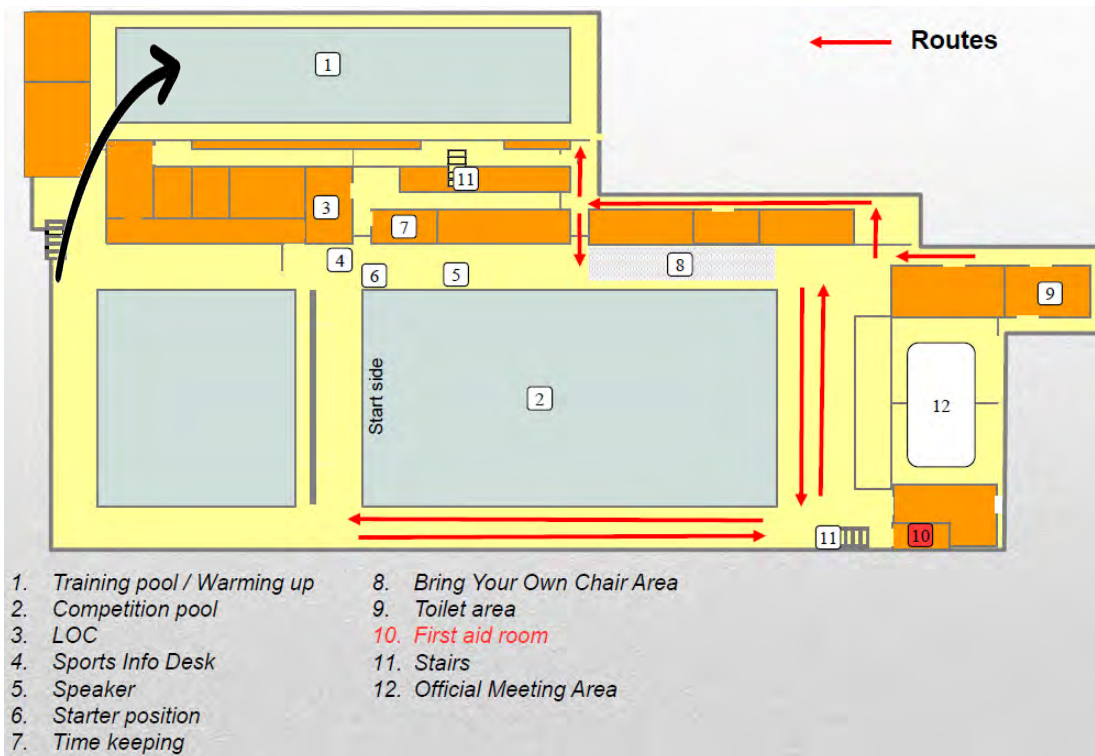 Routes
1
11
3
7
4
6
5
8
9
Start side
2
12
11
10
1. Training pool / Warming up
2. Competition pool
3. LOC
4. Sports Info Desk
5. Speaker
6. Starter position
7. Time keeping
8. Bring Your Own Chair Area
9. Toilet area
10. First aid room
11. Stairs
12. Official Meeting Area